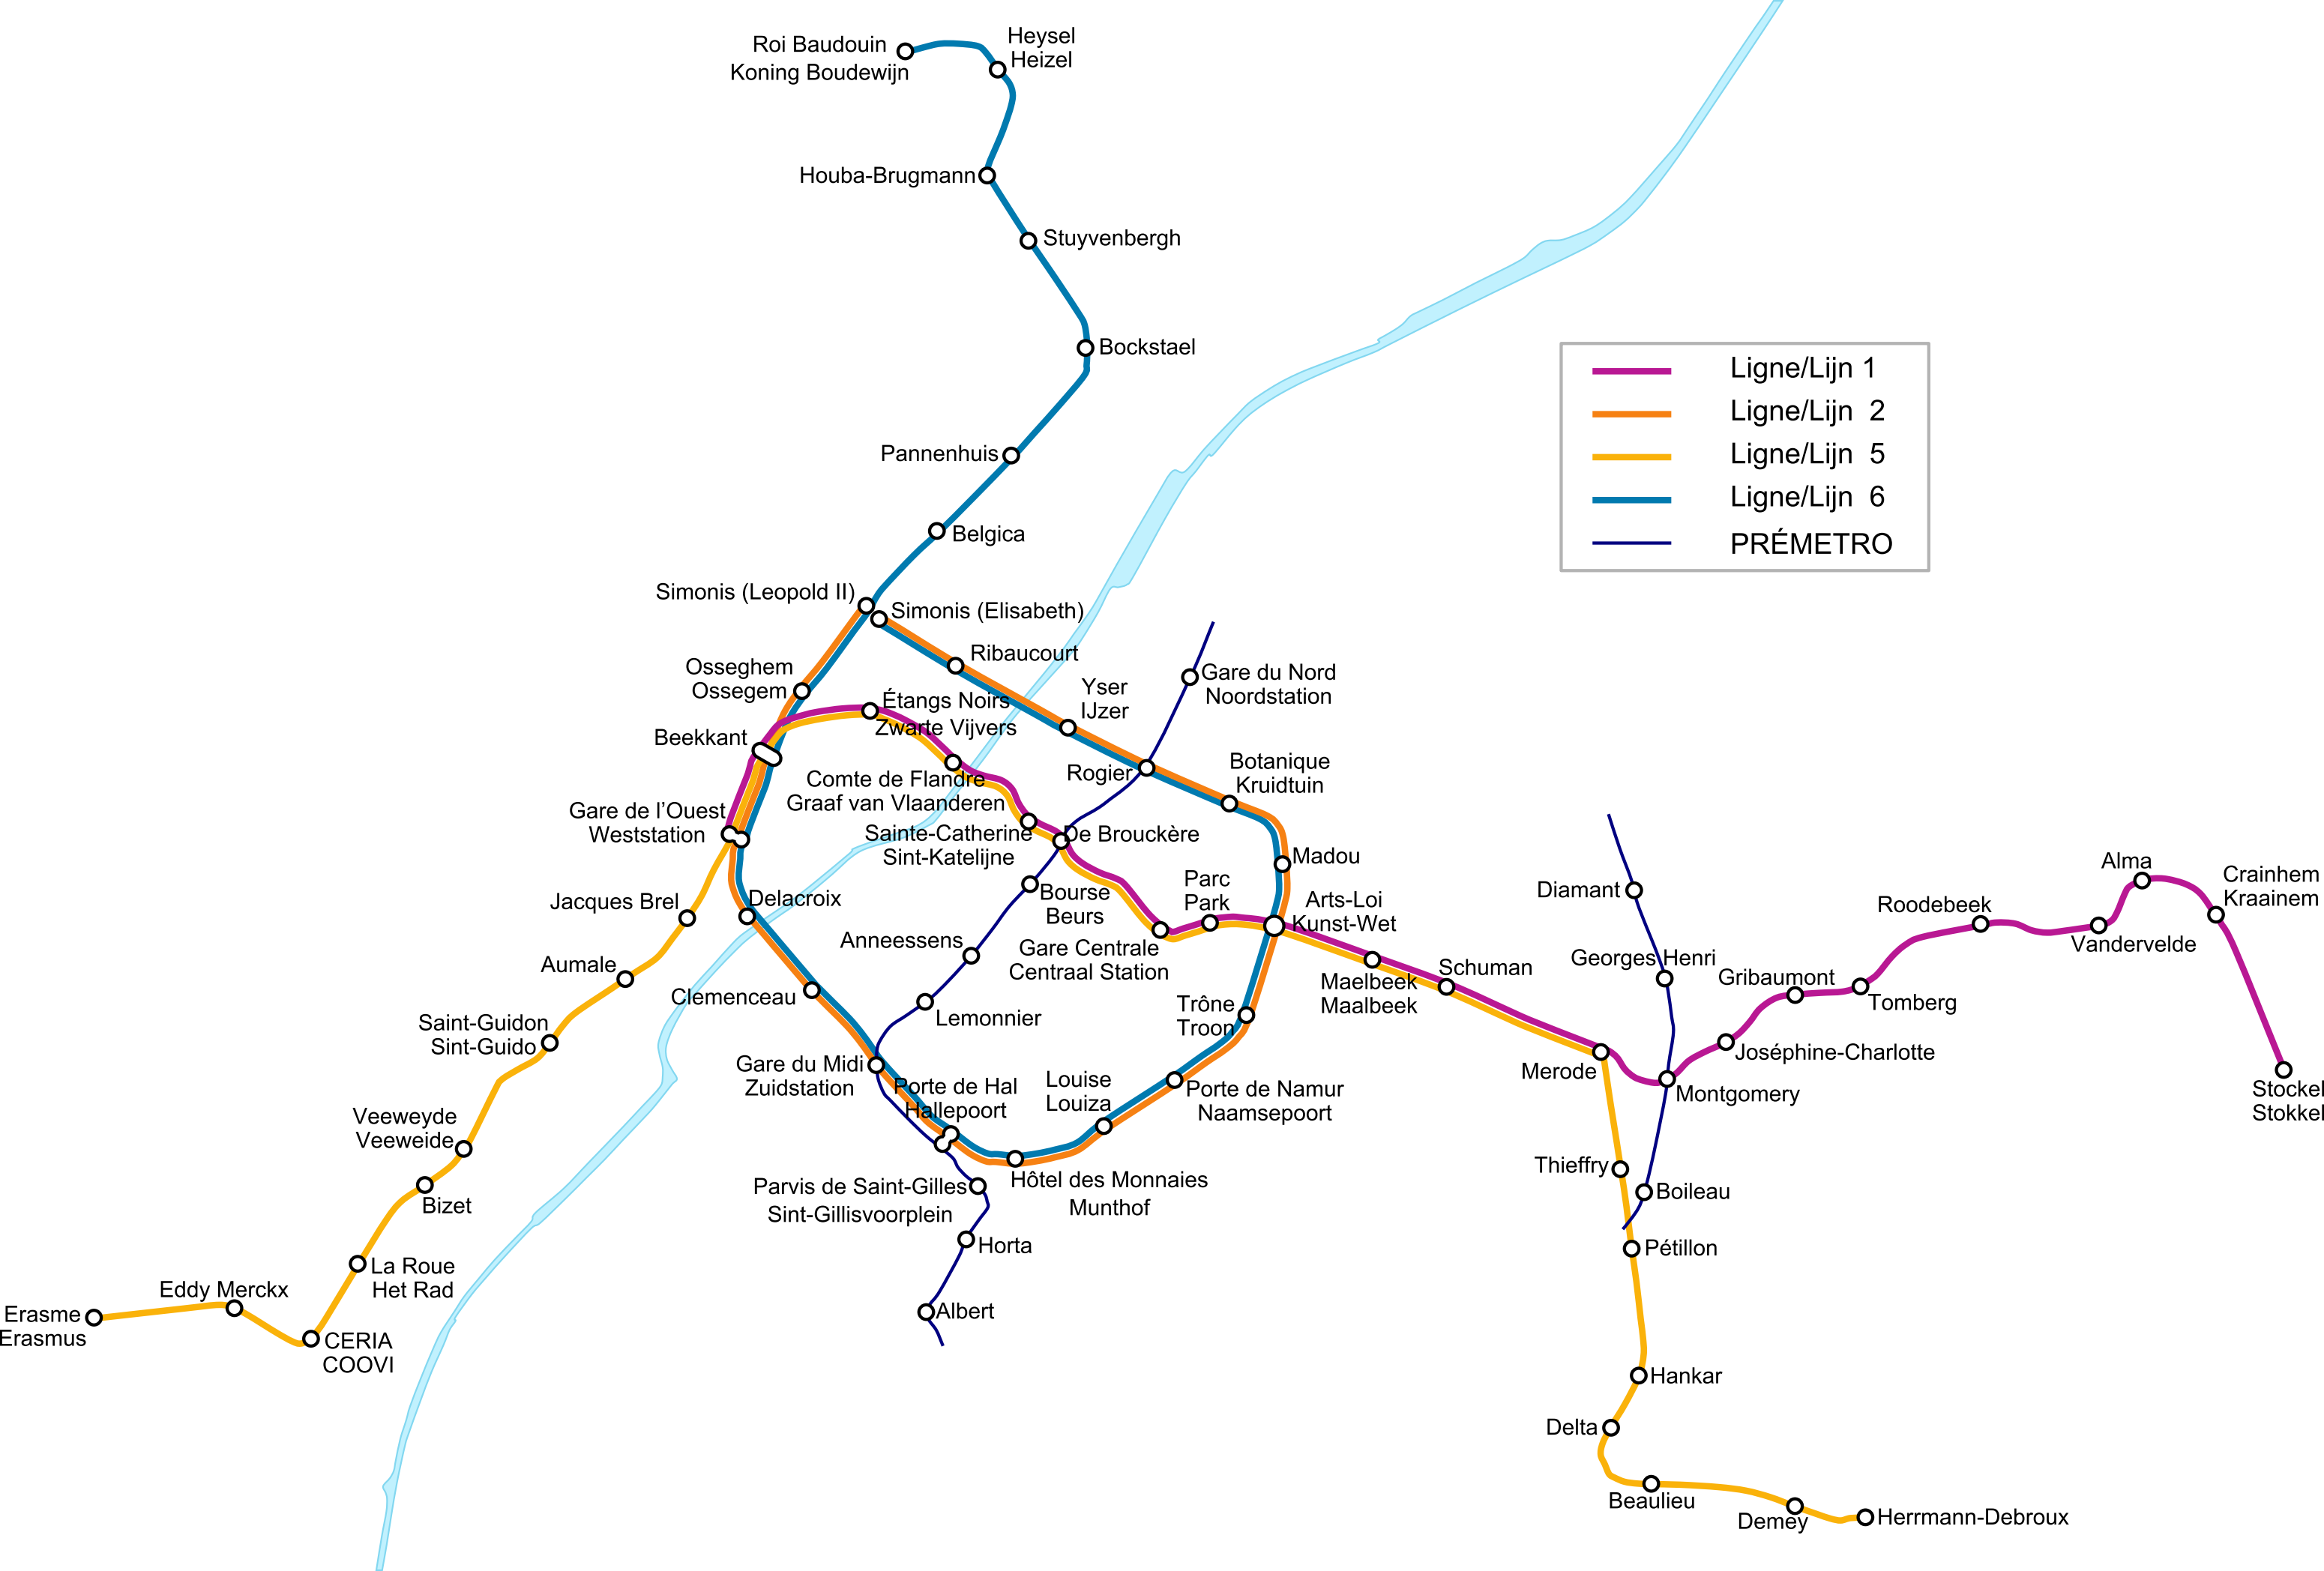 Roi Baudouin
Koning Boudewijn
Heysel
Heizel
Houba-Brugmann
Stuyvenbergh
Bockstael
Pannenhuis
Belgica
Simonis (Leopold II)
Simonis (Elisabeth)
Ribaucourt
Osseghem
Ossegem
Yser
IJzer
Gare du Nord
Noordstation
Étangs Noirs
Zwarte Vijvers
Beekkant
Rogier
Botanique
Kruidtuin
Comte de Flandre
Graaf van Vlaanderen
Gare de l’Ouest
Weststation
Sainte-Catherine
Sint-Katelijne
De Brouckère
Madou
Jacques Brel
Delacroix
Bourse
Beurs
Parc
Park
Arts-Loi
Kunst-Wet
Anneessens
Gare Centrale
Centraal Station
Aumale
Clemenceau
Lemonnier
Maelbeek
Maalbeek
Schuman
Trône
Troon
Saint-Guidon
Sint-Guido
Gare du Midi
Zuidstation
Porte de Hal
Hallepoort
Louise
Louiza
Porte de Namur
Naamsepoort
Veeweyde
Veeweide
Bizet
Parvis de Saint-Gilles
Sint-Gillisvoorplein
Hôtel des Monnaies
Munthof
Horta
Albert
La Roue
Het Rad
Eddy Merckx
Erasme
Erasmus
CERIA
COOVI
Ligne/Lijn 1
Ligne/Lijn 2
Ligne/Lijn 5
Ligne/Lijn 6
PRÉMETRO
Diamant
Georges Henri
Merode
Montgomery
Joséphine-Charlotte
Gribaumont
Tomberg
Roodebeek
Vandervelde
Alma
Crainhem
Kraainem
Stockel
Stokkel
Thieffry
Boileau
Pétillon
Hankar
Delta
Beaulieu
Demey
Herrmann-Debroux